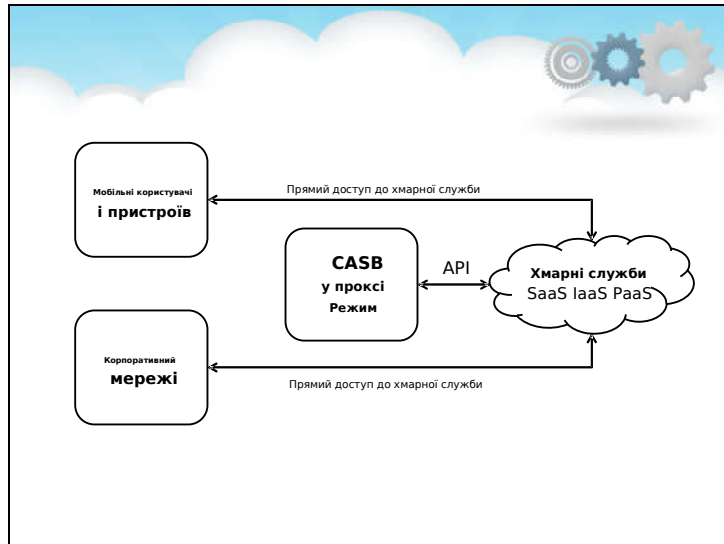 Мобільні користувачі
і пристроїв
Прямий доступ до хмарної служби
CASB
у проксі
Режим
API
Хмарні служби
SaaS IaaS PaaS
Корпоративний
мережі
Прямий доступ до хмарної служби